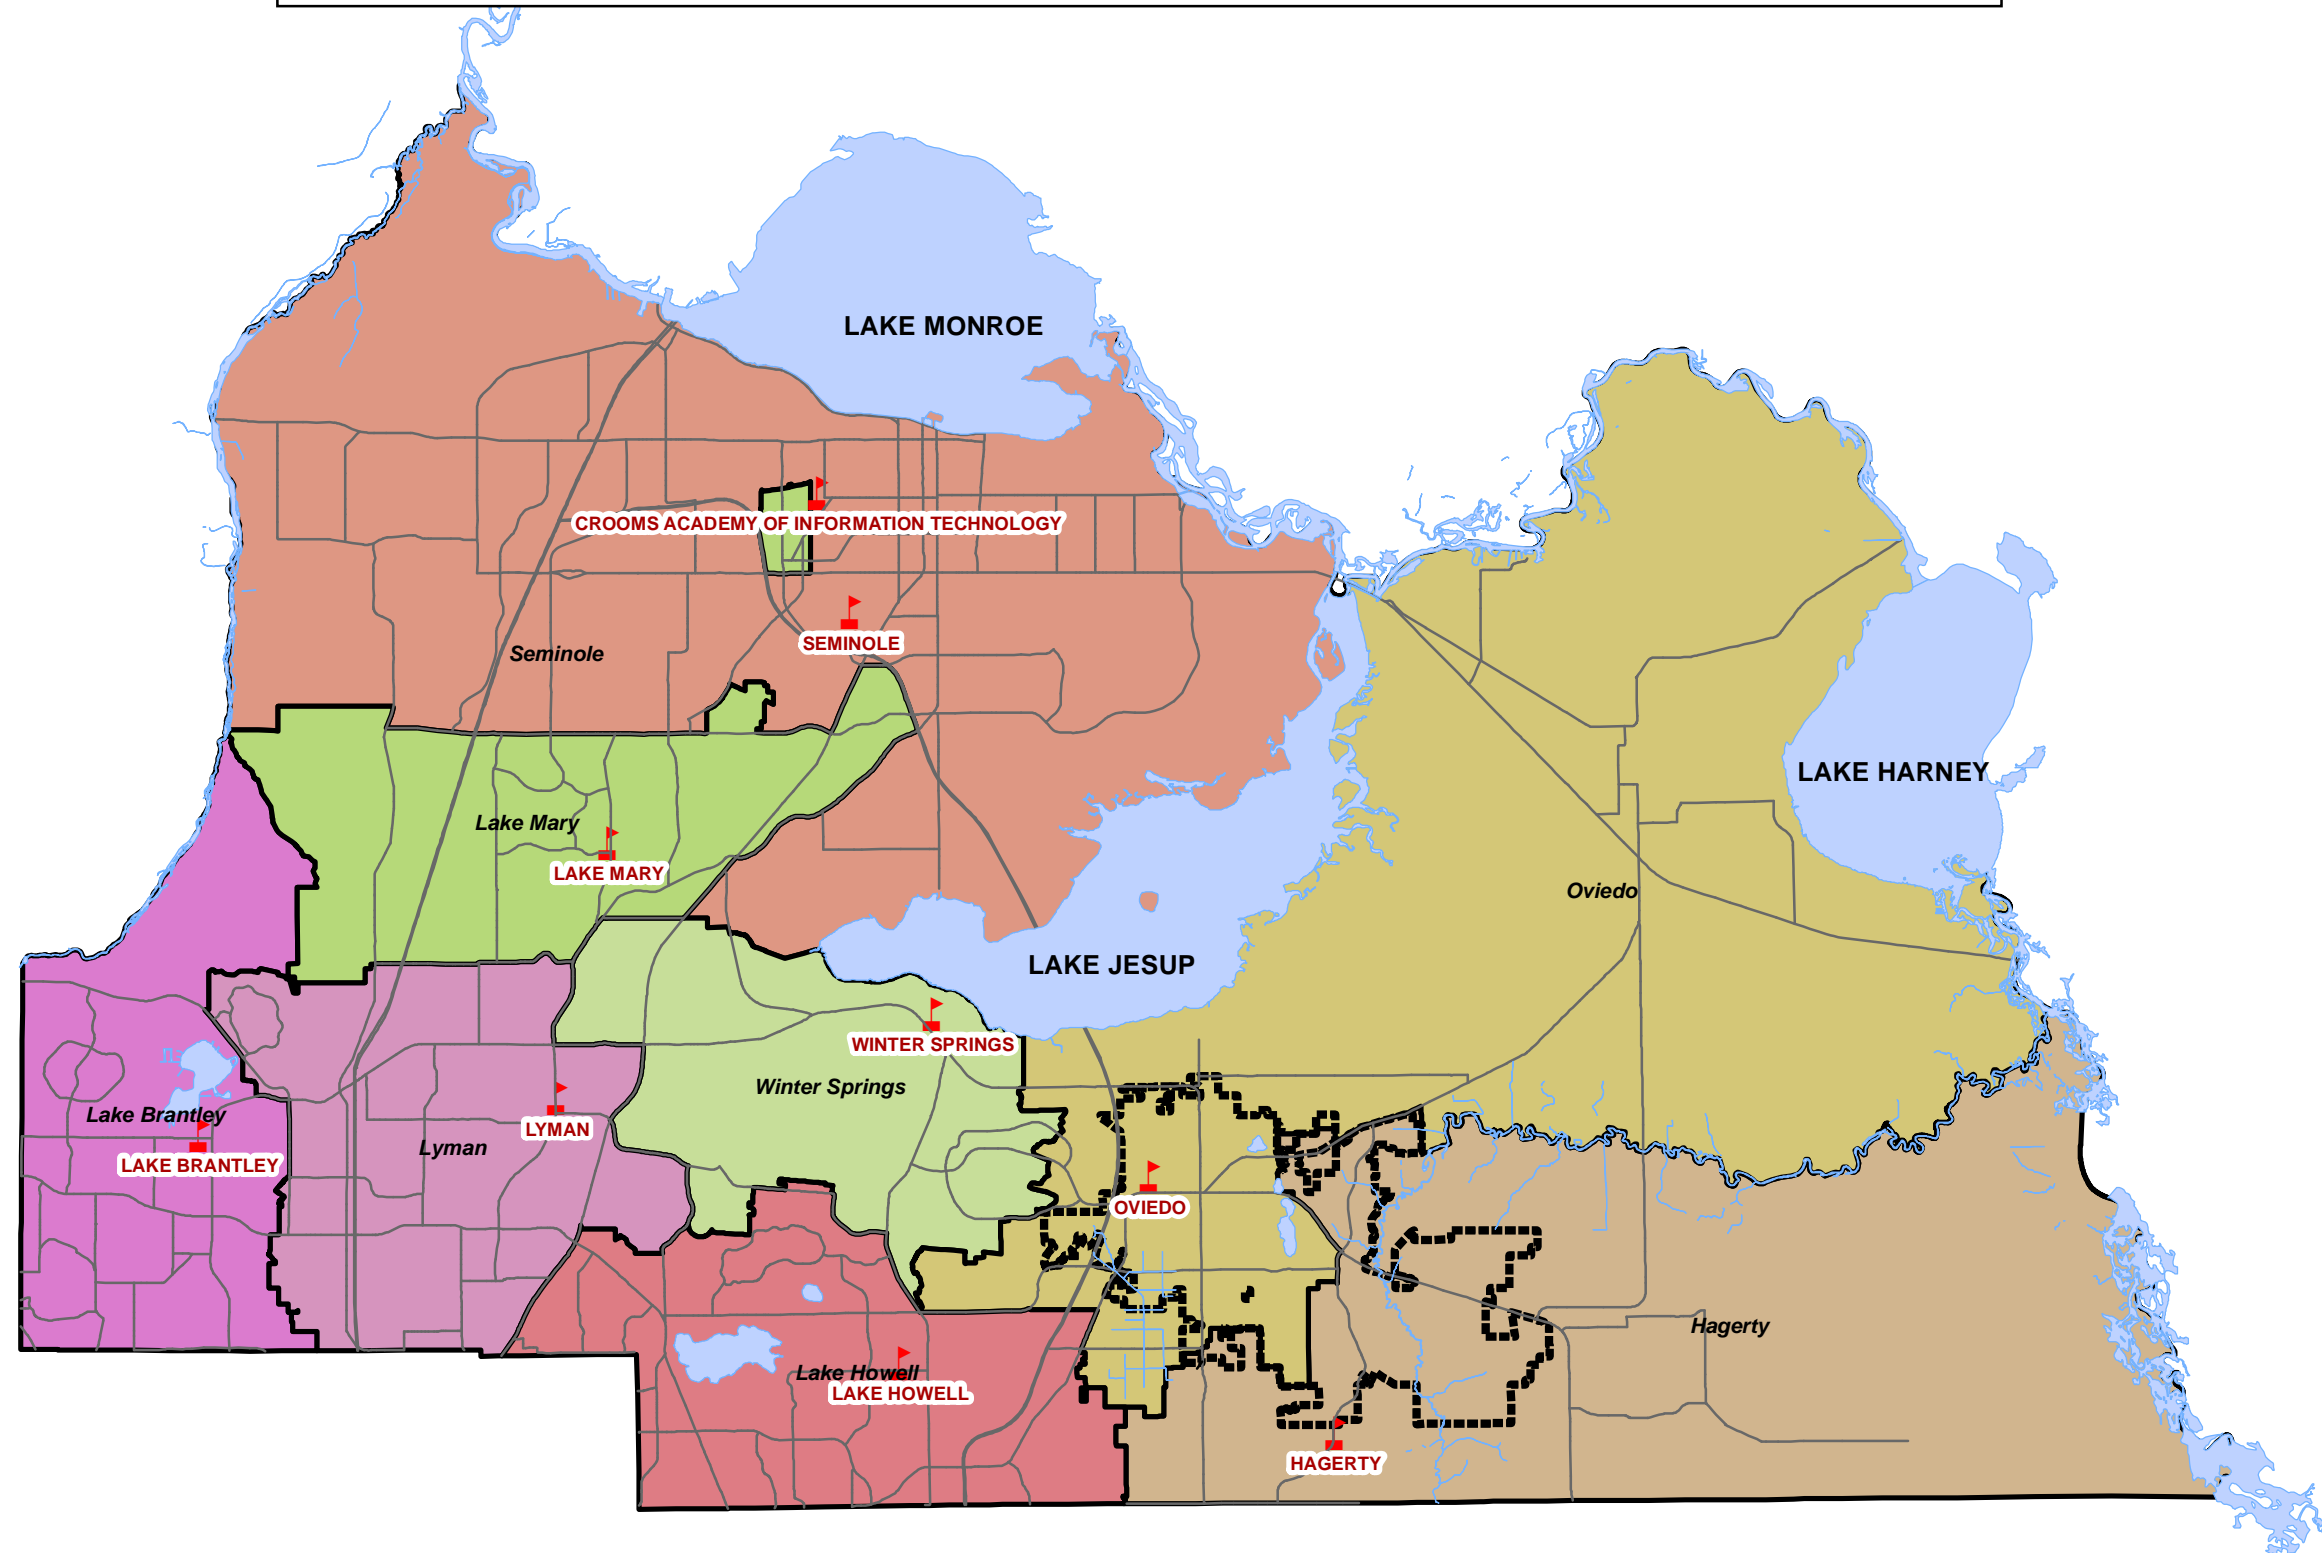 LAKE MONROE
CROOMS ACADEMY OF INFORMATION TECHNOLOGY
SEMINOLE
Seminole
LAKE HARNEY
Lake Mary
LAKE MARY
Oviedo
LAKE JESUP
WINTER SPRINGS
Winter Springs
Lake Brantley
LYMAN
Lyman
LAKE BRANTLEY
OVIEDO
Hagerty
Lake Howell
LAKE HOWELL
HAGERTY